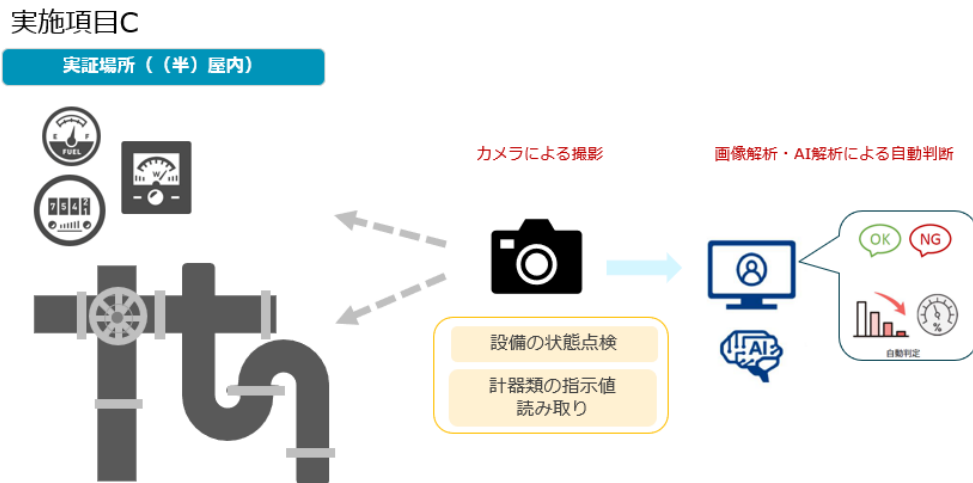 実施項目C
実証場所（（半）屋内）
E F
FUEL
W
7542
1
カメラによる撮影
画像解析・AI解析による自動判断
OK NG
設備の状態点検
計器類の指示値
読み取り
AI
%
自動判定